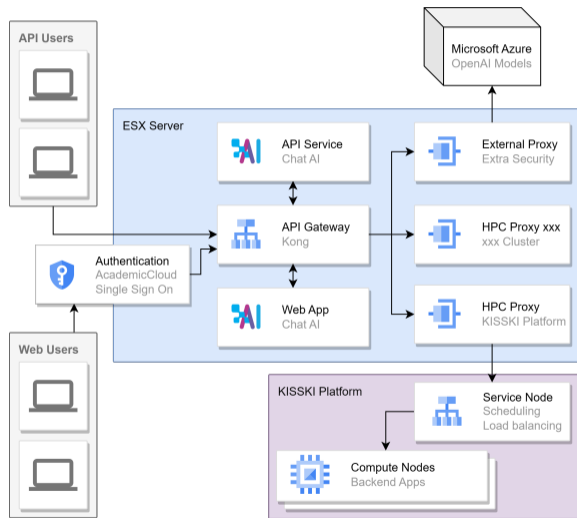 API Users
Microsoft Azure
OpenAI Models
ESX Server
API Service
Chat AI
External Proxy
Extra Security
API Gateway
Kong
HPC Proxy xxx
xxx Cluster
Authentication
AcademicCloud
Single Sign On
Web App
Chat AI
HPC Proxy
KISSKI Platform
Web Users
KISSKI Platform
Service Node
Scheduling
Load balancing
Compute Nodes
Backend Apps